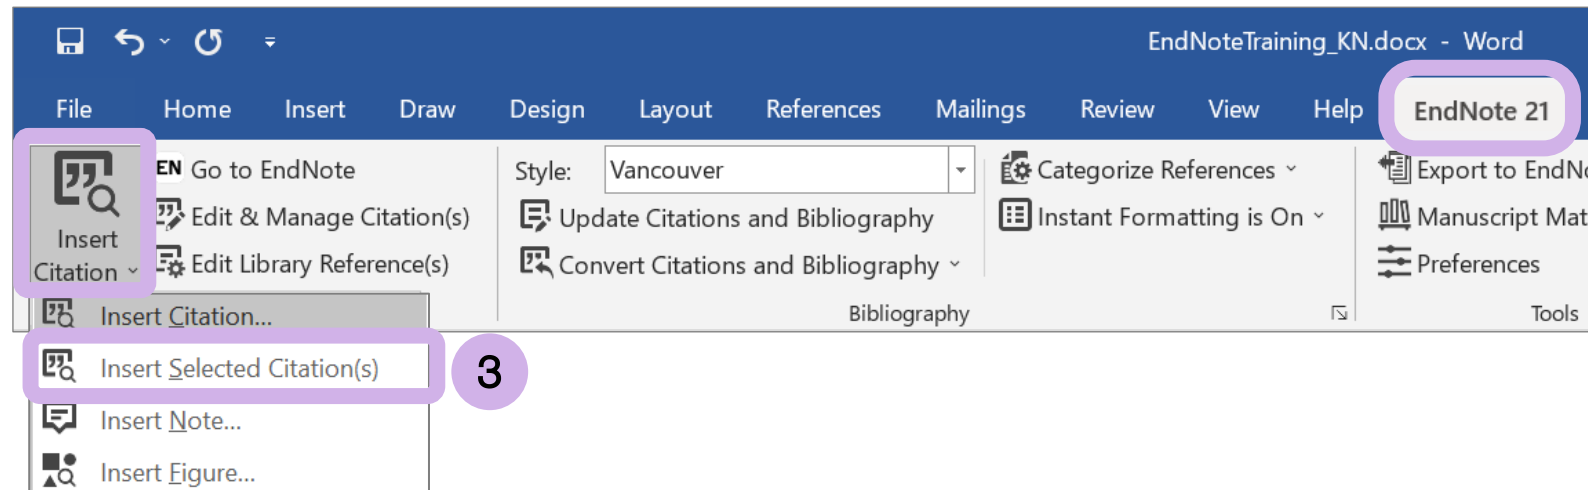 EndNoteTraining_KN.docx - Word
File Home Insert Draw Design Layout References Mailings Review View Help EndNote 21
Insert Citation
EN Go to EndNote
Edit & Manage Citation(s)
Edit Library Reference(s)
Style: Vancouver
Update Citations and Bibliography
Convert Citations and Bibliography
Categorize References
Instant Formatting is On
Bibliography
Export to EndNo
Manuscript Mat
Preferences
Tools
Insert Citation...
Insert Selected Citation(s)
3
Insert Note...
Insert Figure...